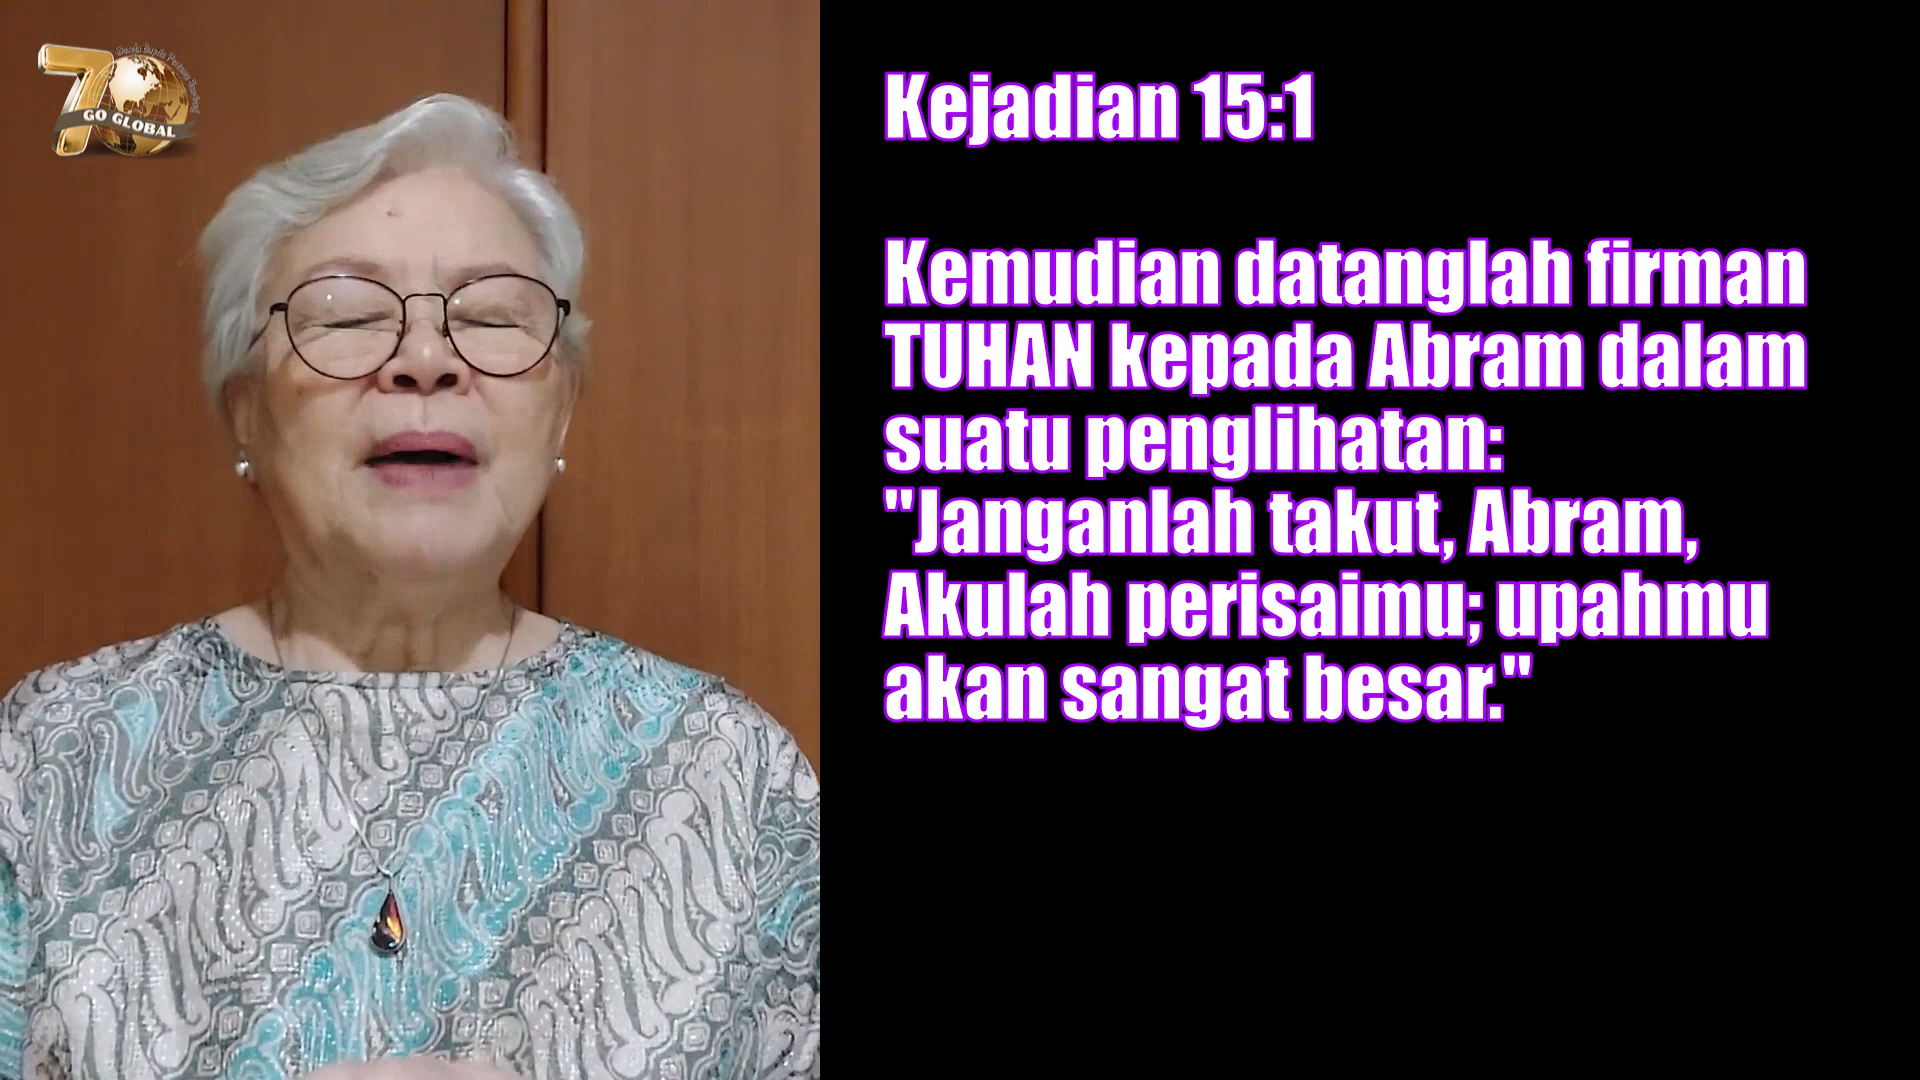 70
GO GLOBAL
Kejadian 15:1
Kemudian datanglah firman
TUHAN kepada Abram dalam
suatu penglihatan:
"Janganlah takut, Abram,
Akulah perisaimu; upahmu
akan sangat besar."